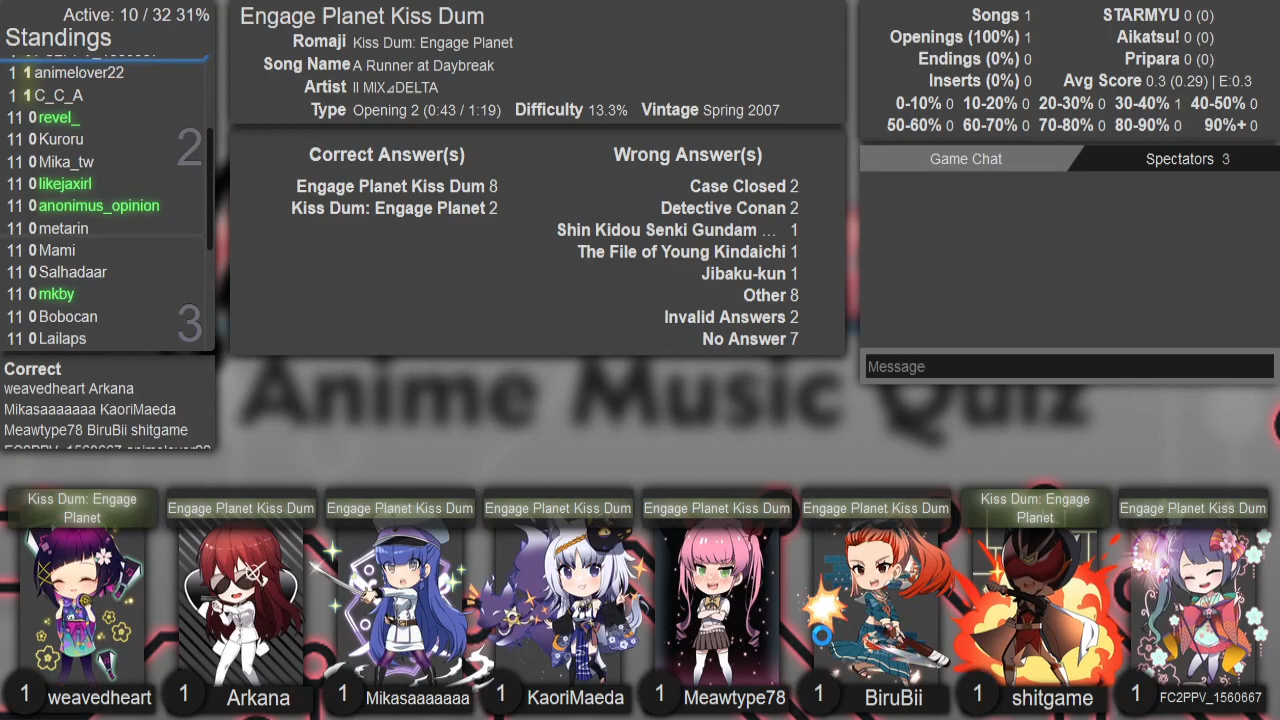 Active: 10 / 32 31%
Standings
1 1 animelover22
1 1 C_C_A
11 0 revel_
11 0 Kuroru
2
11 0 Mika_tw
11 0 likejaxirl
11 0 anonimus_opinion
11 0 metarin
11 0 Mami
11 0 Salhadaar
11 0 mkby
11 0 Bobocan
3
11 0 Lailaps
Correct
weavedheart Arkana
Mikasaaaaaaa KaoriMaeda
Meawtype78 BiruBii shitgame
FC2PPV_1560667 animelover22
Engage Planet Kiss Dum
Romaji Kiss Dum: Engage Planet
Song Name A Runner at Daybreak
Artist II MIX⊿DELTA
Type Opening 2 (0:43 / 1:19) Difficulty 13.3% Vintage Spring 2007
Correct Answer(s)
Engage Planet Kiss Dum 8
Kiss Dum: Engage Planet 2
Wrong Answer(s)
Case Closed 2
Detective Conan 2
Shin Kidou Senki Gundam ... 1
The File of Young Kindaichi 1
Jibaku-kun 1
Other 8
Invalid Answers 2
No Answer 7
Songs 1 STARMYU 0 (0)
Openings (100%) 1 Aikatsu! 0 (0)
Endings (0%) 0 Pripara 0 (0)
Inserts (0%) 0 Avg Score 0.3 (0.29) | E:0.3
0-10% 0 10-20% 0 20-30% 0 30-40% 1 40-50% 0
50-60% 0 60-70% 0 70-80% 0 80-90% 0 90%+ 0
Game Chat Spectators 3
Message
Anime Music Quiz
Kiss Dum: Engage
Planet
Engage Planet Kiss Dum
Engage Planet Kiss Dum
Engage Planet Kiss Dum
Engage Planet Kiss Dum
Engage Planet Kiss Dum
Kiss Dum: Engage
Planet
Engage Planet Kiss Dum
1 weavedheart
1 Arkana
1 Mikasaaaaaaa
1 KaoriMaeda
1 Meawtype78
1 BiruBii
1 shitgame
1 FC2PPV_1560667